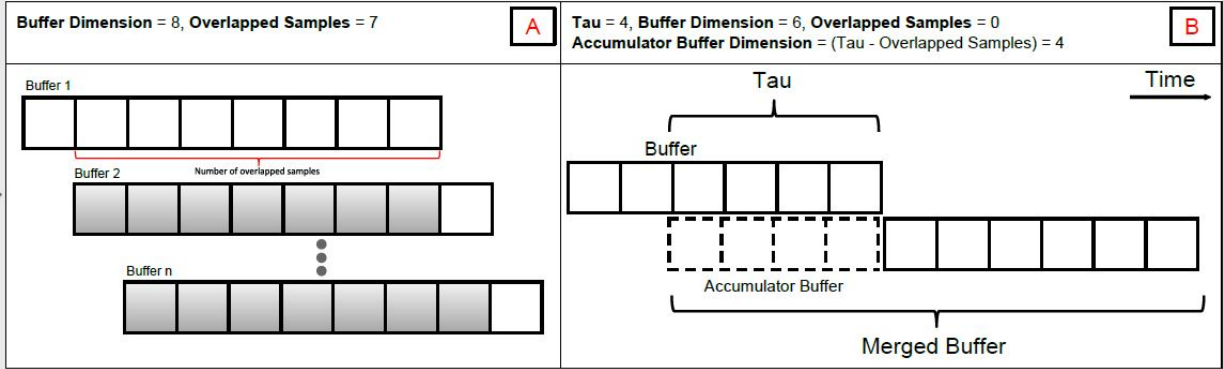 Buffer Dimension = 8, Overlapped Samples = 7
A
Buffer 1
Number of overlapped samples
Buffer 2
Buffer n
Tau = 4, Buffer Dimension = 6, Overlapped Samples = 0
Accumulator Buffer Dimension = (Tau - Overlapped Samples) = 4
B
Tau
Time
Buffer
Accumulator Buffer
Merged Buffer